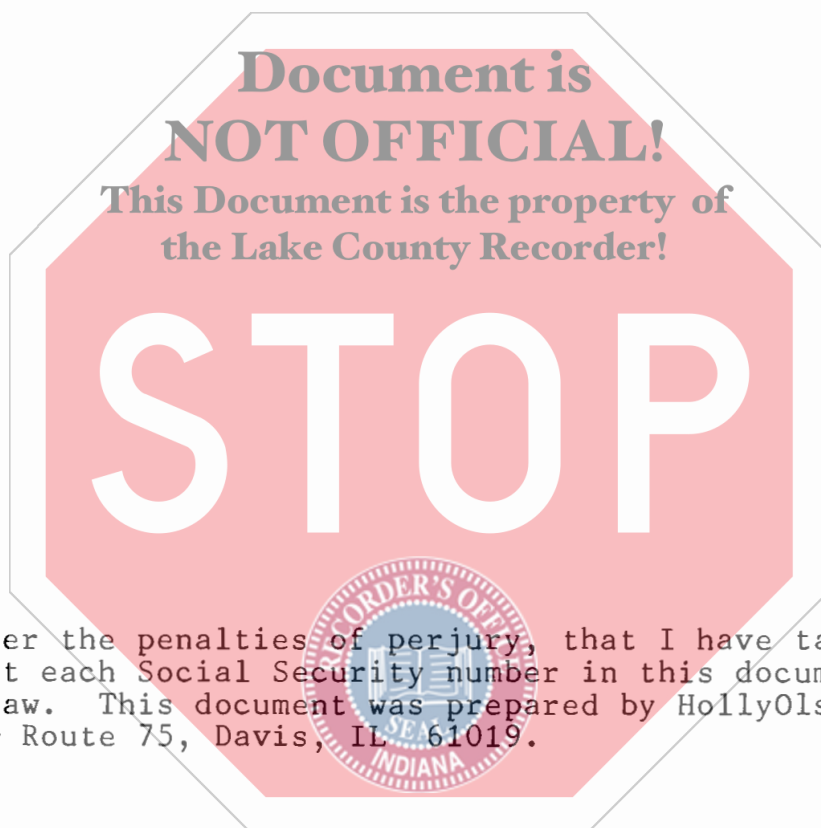 Document is
NOT OFFICIAL!
This Document is the property of
the Lake County Recorder!
STOP
RECORDER'S OFFI
er the penalties of perjury, that I have ta
t each Social Security number in this docum
aw. This document was prepared by HollyOls
Route 75, Davis, IL 61019.
SEAL
INDIANA